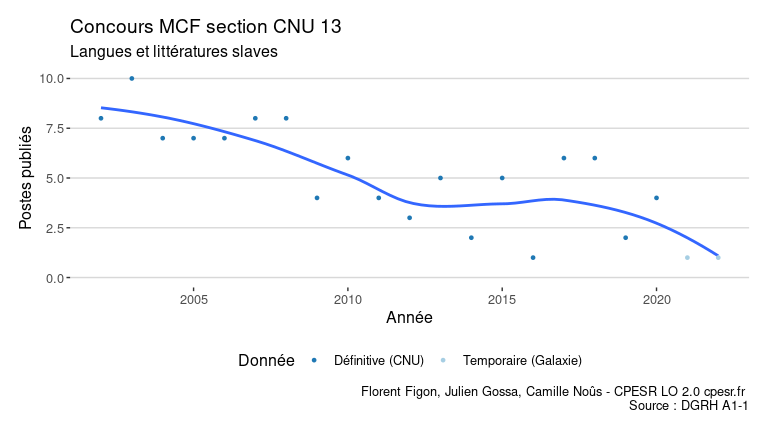 Concours MCF section CNU 13
Langues et littératures slaves
10.0
7.5
5.0
2.5
0.0
Postes publiés
2005 2010 2015 2020
Année
Donnée Définitive (CNU) Temporaire (Galaxie)
Florent Figon, Julien Gossa, Camille Noûs - CPESR LO 2.0 cpesr.fr
Source : DGRH A1-1